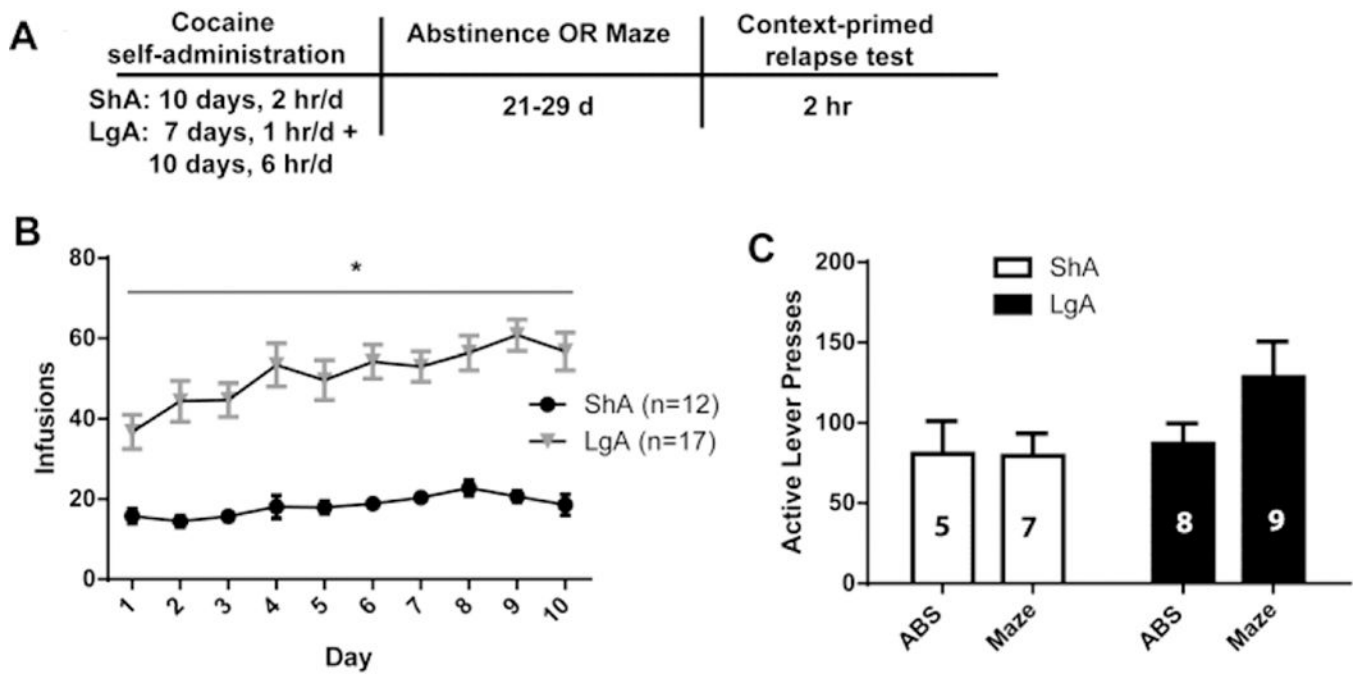 A
Cocaine
self-administration
Abstinence OR Maze
Context-primed
relapse test
ShA: 10 days, 2 hr/d
LgA: 7 days, 1 hr/d +
10 days, 6 hr/d
21-29 d
2 hr
B
80
60
40
20
0
Infusions
*
ShA (n=12)
LgA (n=17)
1
2
3
4
5
6
7
8
9
10
Day
C
200
150
100
50
0
Active Lever Presses
ShA
LgA
5
7
8
9
ABS
Maze
ABS
Maze